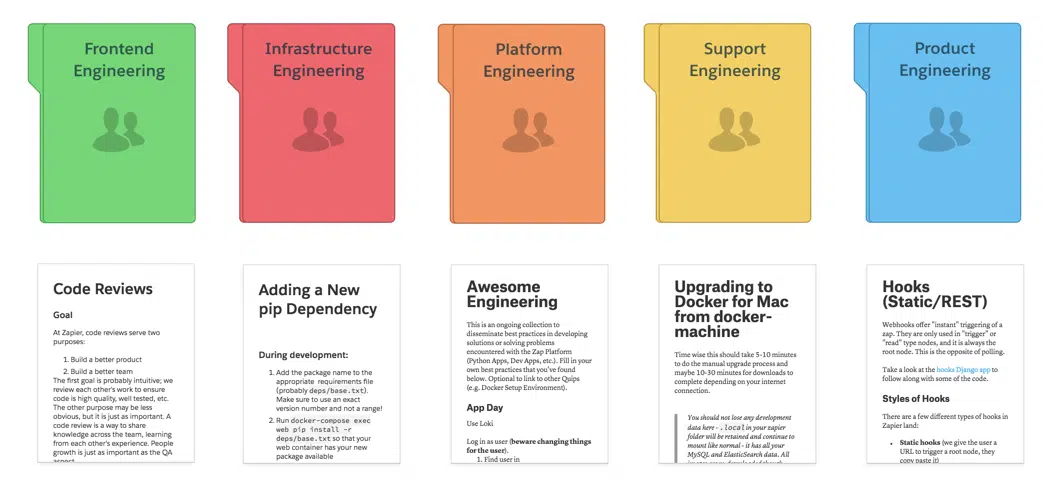 Frontend
Engineering
Infrastructure
Engineering
Platform
Engineering
Support
Engineering
Product
Engineering
Code Reviews
Goal
At Zapier, code reviews serve two
purposes:
1. Build a better product
2. Build a better team
The first goal is probably intuitive; we
review each other's work to ensure
code is high quality, well tested, etc.
The other purpose may be less
obvious, but it is just as important. A
code review is a way to share
knowledge across the team, learning
from each other's experience. People
growth is just as important as the QA
aspect
Adding a New
pip Dependency
During development:
1. Add the package name to the
appropriate requirements file
(probably deps/base.txt).
Make sure to use an exact
version number and not a range!
2. Run docker-compose exec
web pip install -r
deps/base.txt so that your
web container has your new
package available
Awesome
Engineering
This is an ongoing collection to
disseminate best practices in developing
solutions or solving problems
encountered with the Zap Platform
(Python Apps, Dev Apps, etc.). Fill in your
own best practices that you've found
below. Optional to link to other Quips
(e.g. Docker Setup Environment).
App Day
Use Loki
Log in as user (beware changing things
for the user).
1. Find user in
Upgrading to
Docker for Mac
from docker-
machine
Time wise this should take 5-10 minutes
to do the manual upgrade process and
maybe 10-30 minutes for downloads to
complete depending on your internet
connection.
You should not lose any development
data here - .local in your zapier
folder will be retained and continue to
mount like normal - it has all your
MySQL and ElasticSearch data. All
Hooks
(Static/REST)
Webhooks offer "instant" triggering of a
zap. They are only used in "trigger" or
"read" type nodes, and it is always the
root node. This is the opposite of polling.
Take a look at the hooks Django app to
follow along with some of the code.
Styles of Hooks
There are a few different types of hooks in
Zapier land:
• Static hooks (we give the user a
URL to trigger a root node, they
copy paste it)